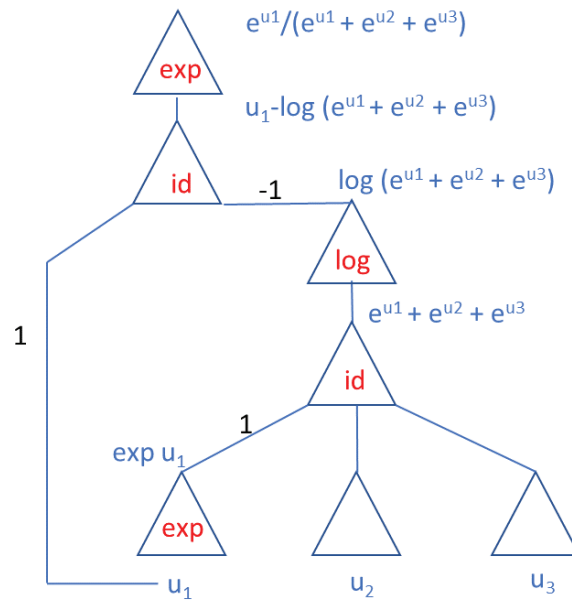 e^{u1}/(e^{u1} + e^{u2} + e^{u3})
exp
u₁-log (e^{u1} + e^{u2} + e^{u3})
id
-1
log (e^{u1} + e^{u2} + e^{u3})
log
e^{u1} + e^{u2} + e^{u3}
1
id
1
exp u₁
exp
u₁
u₂
u₃